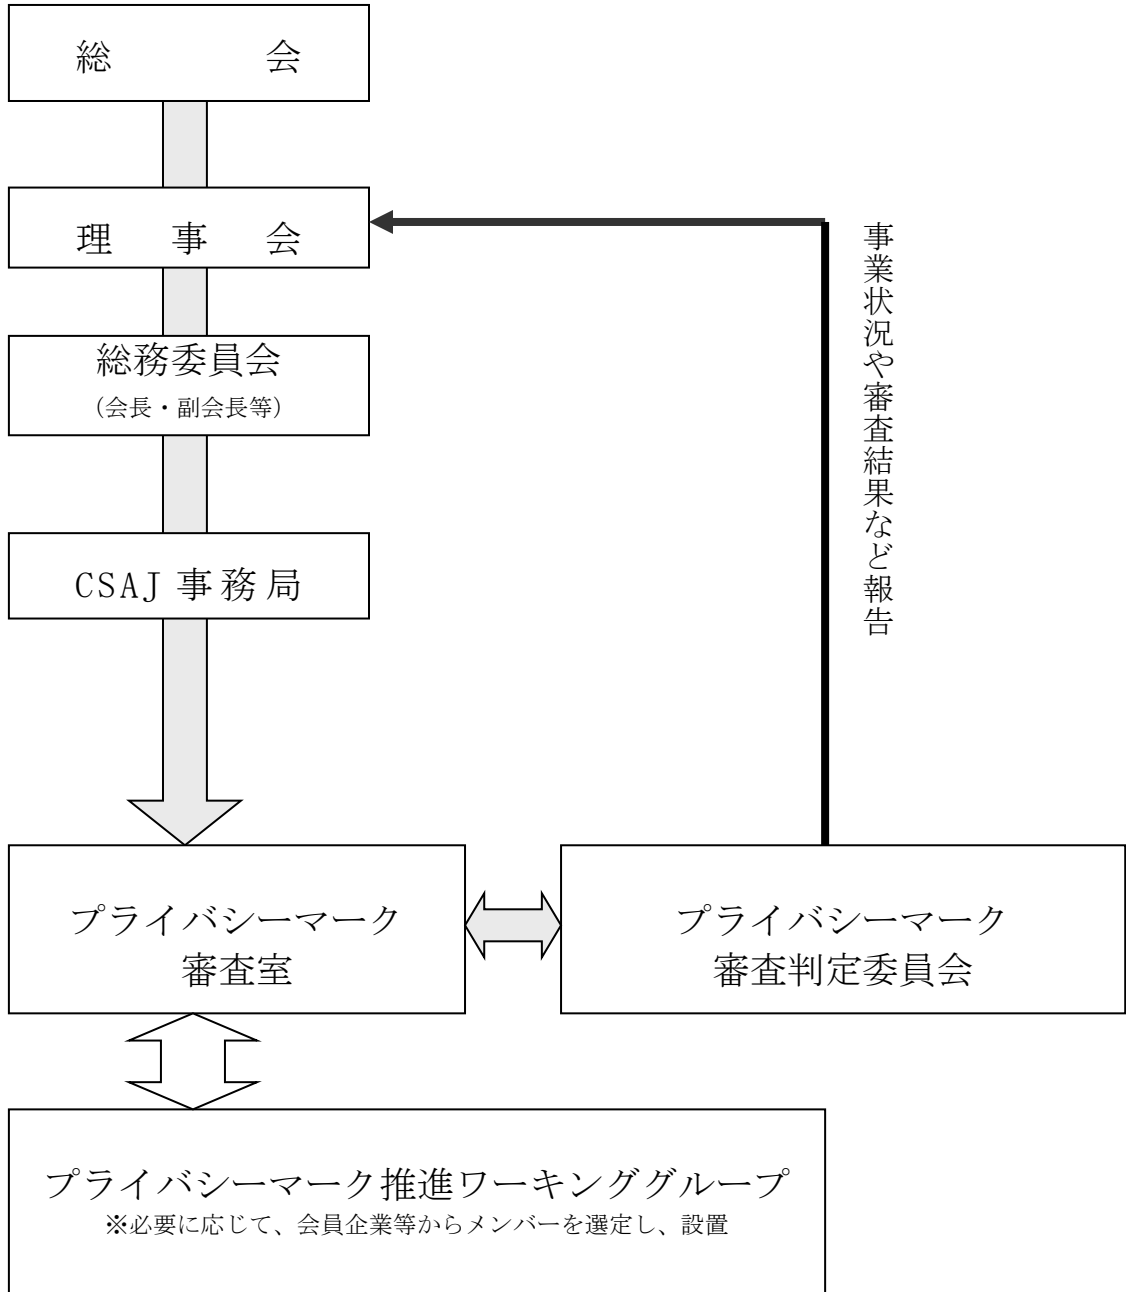 総会
理事会
総務委員会
（会長・副会長等）
CSAJ 事務局
事業状況や審査結果など報告
プライバシーマーク
審査室
プライバシーマーク
審査判定委員会
プライバシーマーク推進ワーキンググループ
※必要に応じて、会員企業等からメンバーを選定し、設置